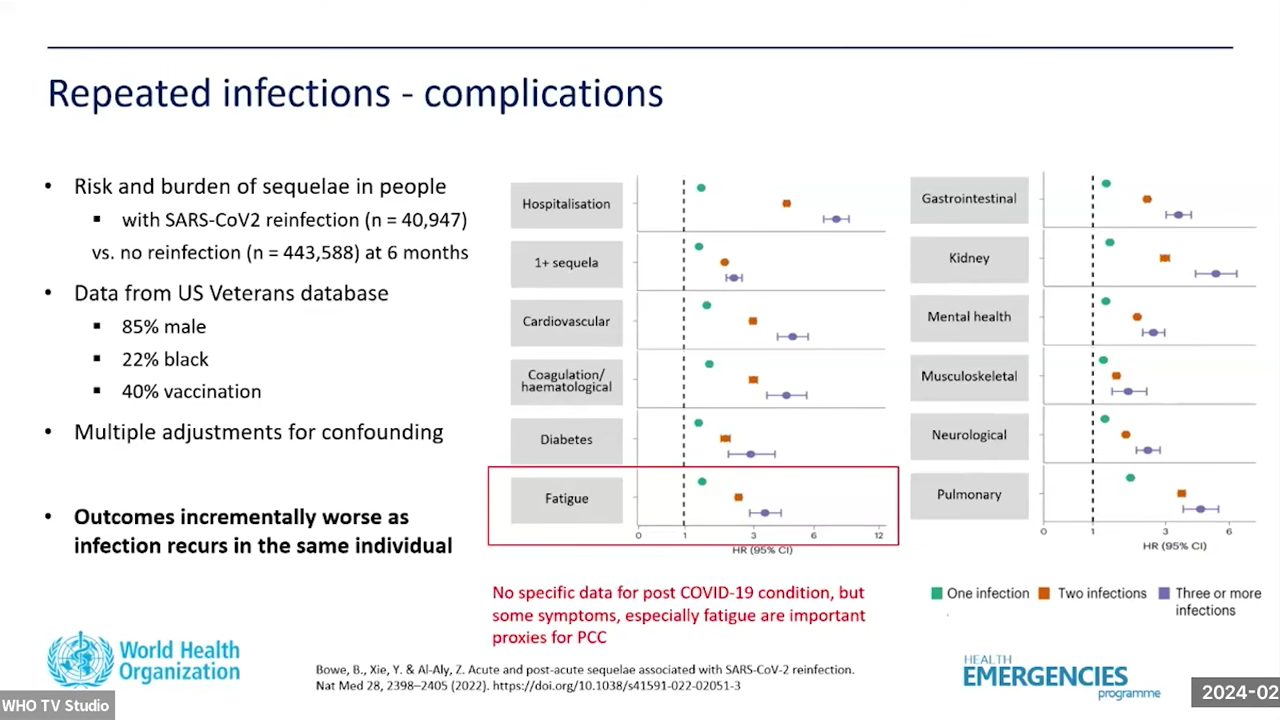 Repeated infections - complications
• Risk and burden of sequelae in people
▪ with SARS-CoV2 reinfection (n = 40,947)
vs. no reinfection (n = 443,588) at 6 months
• Data from US Veterans database
▪ 85% male
▪ 22% black
▪ 40% vaccination
• Multiple adjustments for confounding
• Outcomes incrementally worse as
infection recurs in the same individual
Hospitalisation
1+ sequela
Cardiovascular
Coagulation/
haematological
Diabetes
Fatigue
0 1 3 6 12
HR (95% CI)
Gastrointestinal
Kidney
Mental health
Musculoskeletal
Neurological
Pulmonary
0 1 3 6
HR (95% CI)
One infection Two infections Three or more
infections
No specific data for post COVID-19 condition, but
some symptoms, especially fatigue are important
proxies for PCC
World Health
Organization
Bowe, B., Xie, Y. & Al-Aly, Z. Acute and post-acute sequelae associated with SARS-CoV-2 reinfection.
Nat Med 28, 2398–2405 (2022). https://doi.org/10.1038/s41591-022-02051-3
HEALTH
EMERGENCIES
programme
WHO TV Studio
2024-02